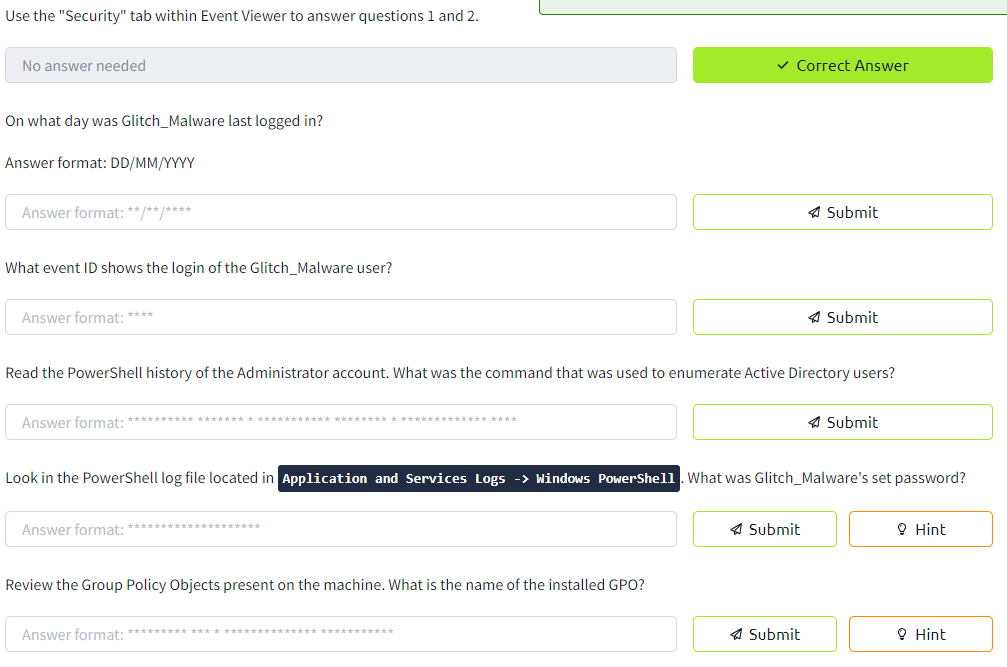 Use the "Security" tab within Event Viewer to answer questions 1 and 2.
No answer needed
Correct Answer
On what day was Glitch_Malware last logged in?
Answer format: DD/MM/YYYY
Answer format: **/**/****
Submit
What event ID shows the login of the Glitch_Malware user?
Answer format: ****
Submit
Read the PowerShell history of the Administrator account. What was the command that was used to enumerate Active Directory users?
Answer format: ********** ******* * *********** ******** * ************* ****
Submit
Look in the PowerShell log file located in Application and Services Logs -> Windows PowerShell. What was Glitch_Malware's set password?
Answer format: ********************
Submit
Hint
Review the Group Policy Objects present on the machine. What is the name of the installed GPO?
Answer format: ********* *** * ************** ***********
Submit
Hint